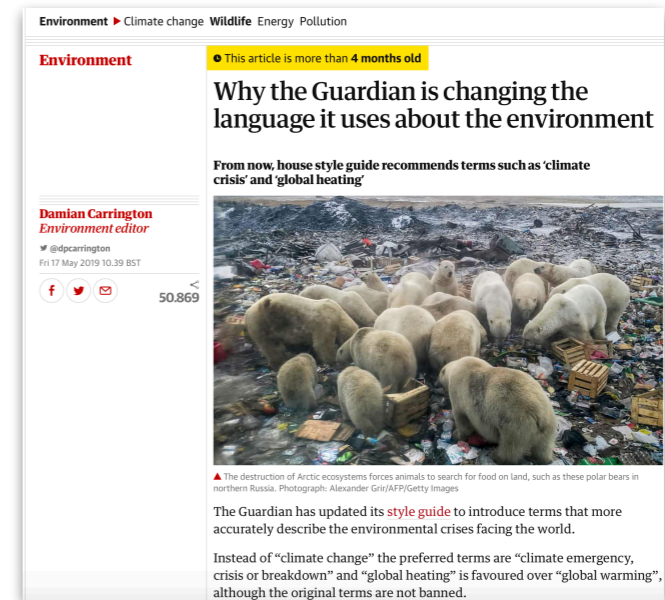 Environment ▶ Climate change Wildlife Energy Pollution
Environment
This article is more than 4 months old
Why the Guardian is changing the
language it uses about the environment
From now, house style guide recommends terms such as ‘climate
crisis’ and ‘global heating’
Damian Carrington
Environment editor
@dpcarrington
Fri 17 May 2019 10.39 BST
50.869
▲ The destruction of Arctic ecosystems forces animals to search for food on land, such as these polar bears in
northern Russia. Photograph: Alexander Grir/AFP/Getty Images
The Guardian has updated its style guide to introduce terms that more
accurately describe the environmental crises facing the world.
Instead of “climate change” the preferred terms are “climate emergency,
crisis or breakdown” and “global heating” is favoured over “global warming”,
although the original terms are not banned.